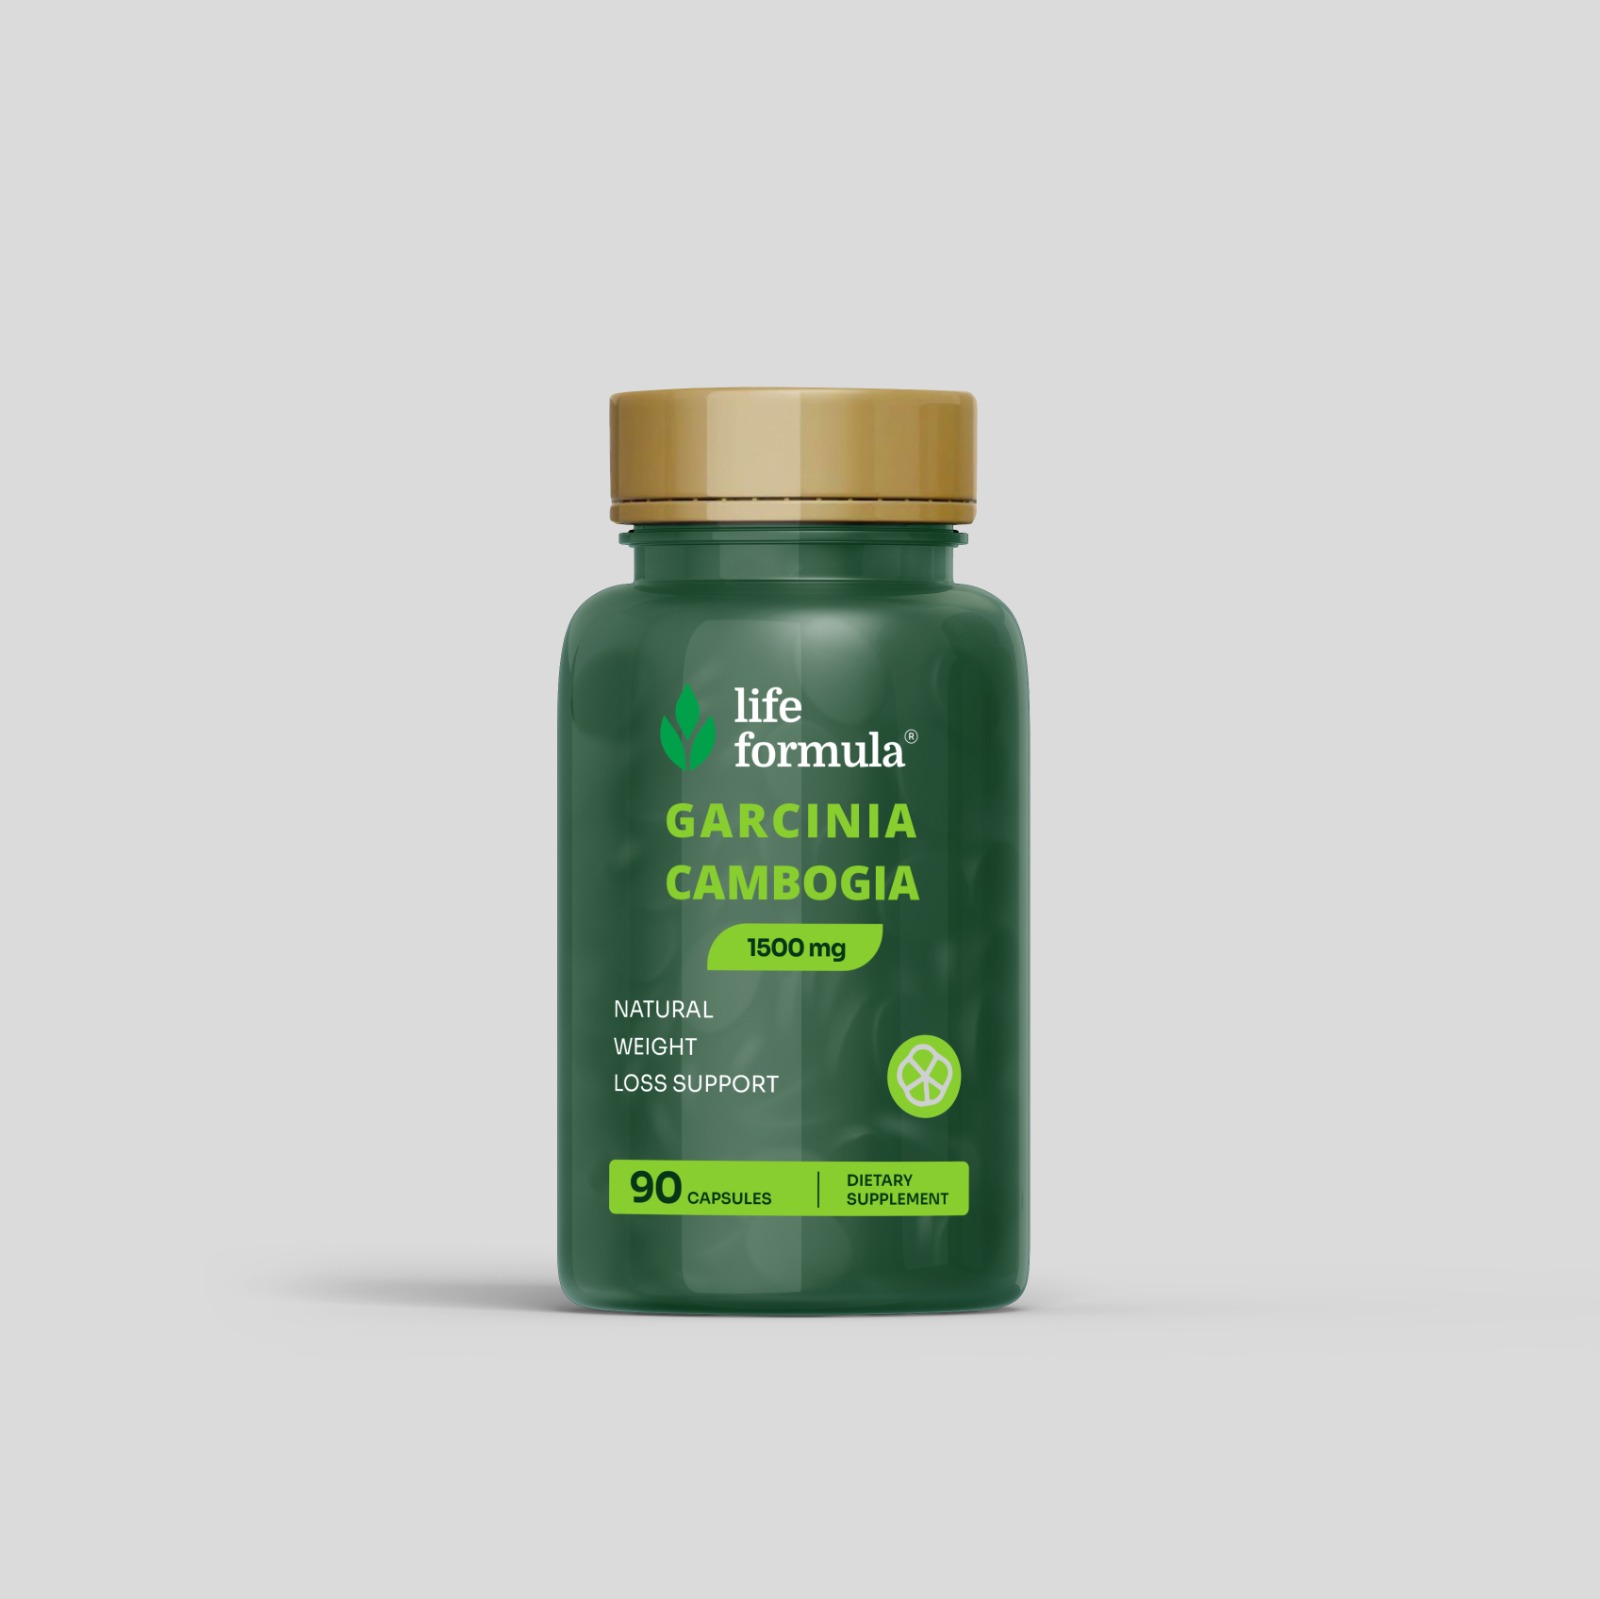 life
formula®
GARCINIA
CAMBOGIA
1500 mg
NATURAL
WEIGHT
LOSS SUPPORT
90 CAPSULES
DIETARY
SUPPLEMENT